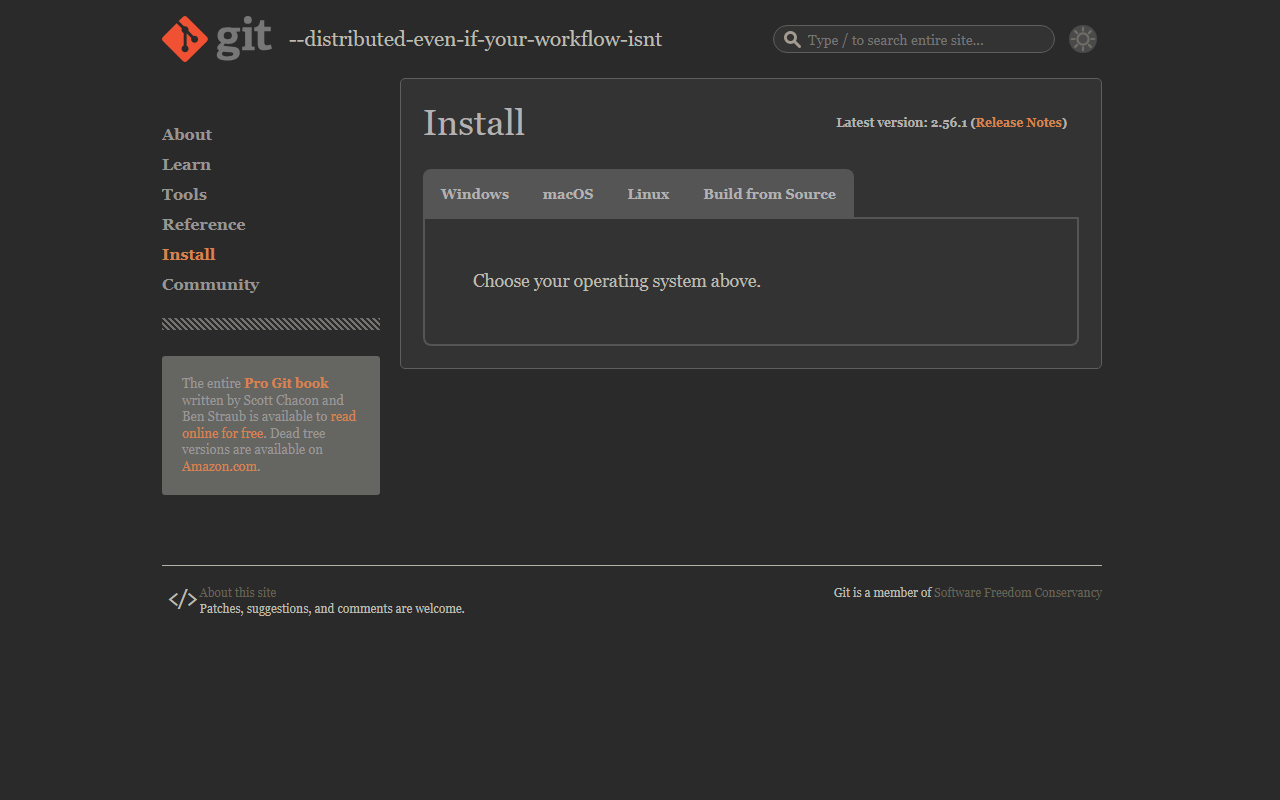 git --distributed-even-if-your-workflow-isnt
Type / to search entire site...
About
Learn
Tools
Reference
Install
Community
The entire Pro Git book
written by Scott Chacon and
Ben Straub is available to read
online for free. Dead tree
versions are available on
Amazon.com.
Install
Latest version: 2.56.1 (Release Notes)
Windows macOS Linux Build from Source
Choose your operating system above.
</> About this site
Patches, suggestions, and comments are welcome.
Git is a member of Software Freedom Conservancy